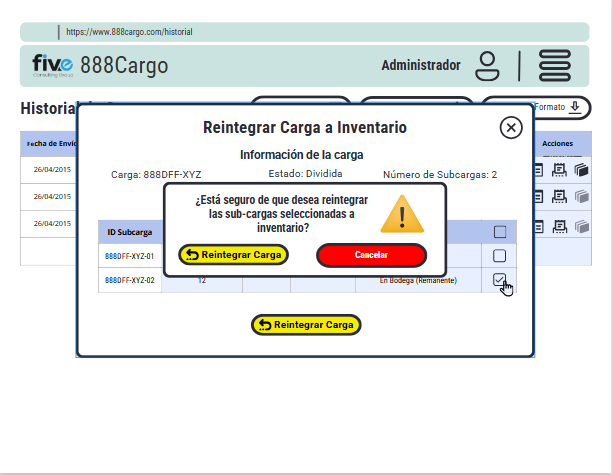 https://www.888cargo.com/historial
five
Consulting Group
888Cargo
Administrador
Historial
Formato
Fecha de Envío
Acciones
26/04/2015
26/04/2015
26/04/2015
Reintegrar Carga a Inventario
Información de la carga
Carga: 888DFF-XYZ
Estado: Dividida
Número de Subcargas: 2
ID Subcarga
888DFF-XYZ-01
888DFF-XYZ-02
12
En Bodega (Remanente)
¿Está seguro de que desea reintegrar
las sub-cargas seleccionadas a
inventario?
Reintegrar Carga
Cancelar
Reintegrar Carga